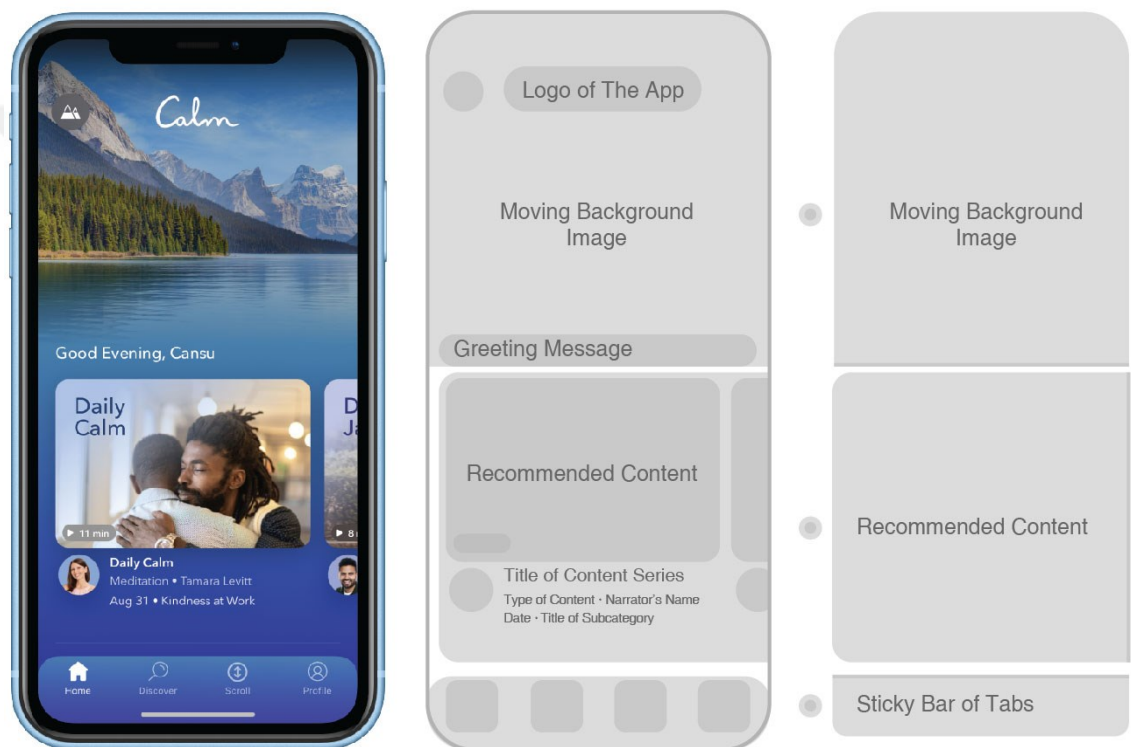 Calm
Good Evening, Cansu
Daily
Calm
11 min
Daily Calm
Meditation • Tamara Levitt
Aug 31 • Kindness at Work
D
Ja
8
Home
Discover
Scroll
Profile
Logo of The App
Moving Background
Image
Greeting Message
Recommended Content
Title of Content Series
Type of Content · Narrator's Name
Date · Title of Subcategory
Moving Background
Image
Recommended Content
Sticky Bar of Tabs